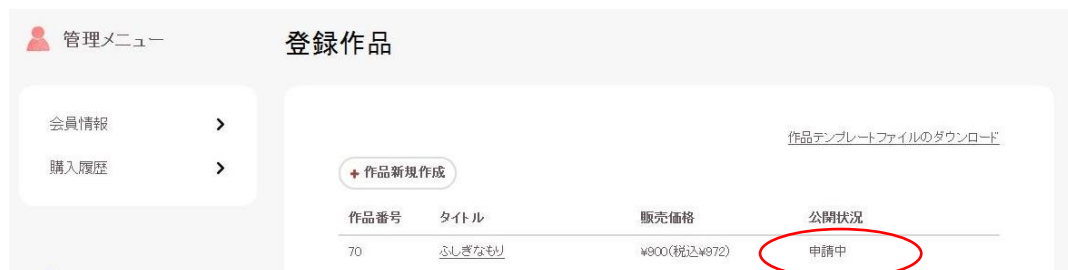 管理メニュー
登録作品
会員情報
購入履歴
作品テンプレートファイルのダウンロード
+ 作品新規作成
作品番号 タイトル 販売価格 公開状況
70 ふしぎなもり ¥900(税込¥972) 申請中